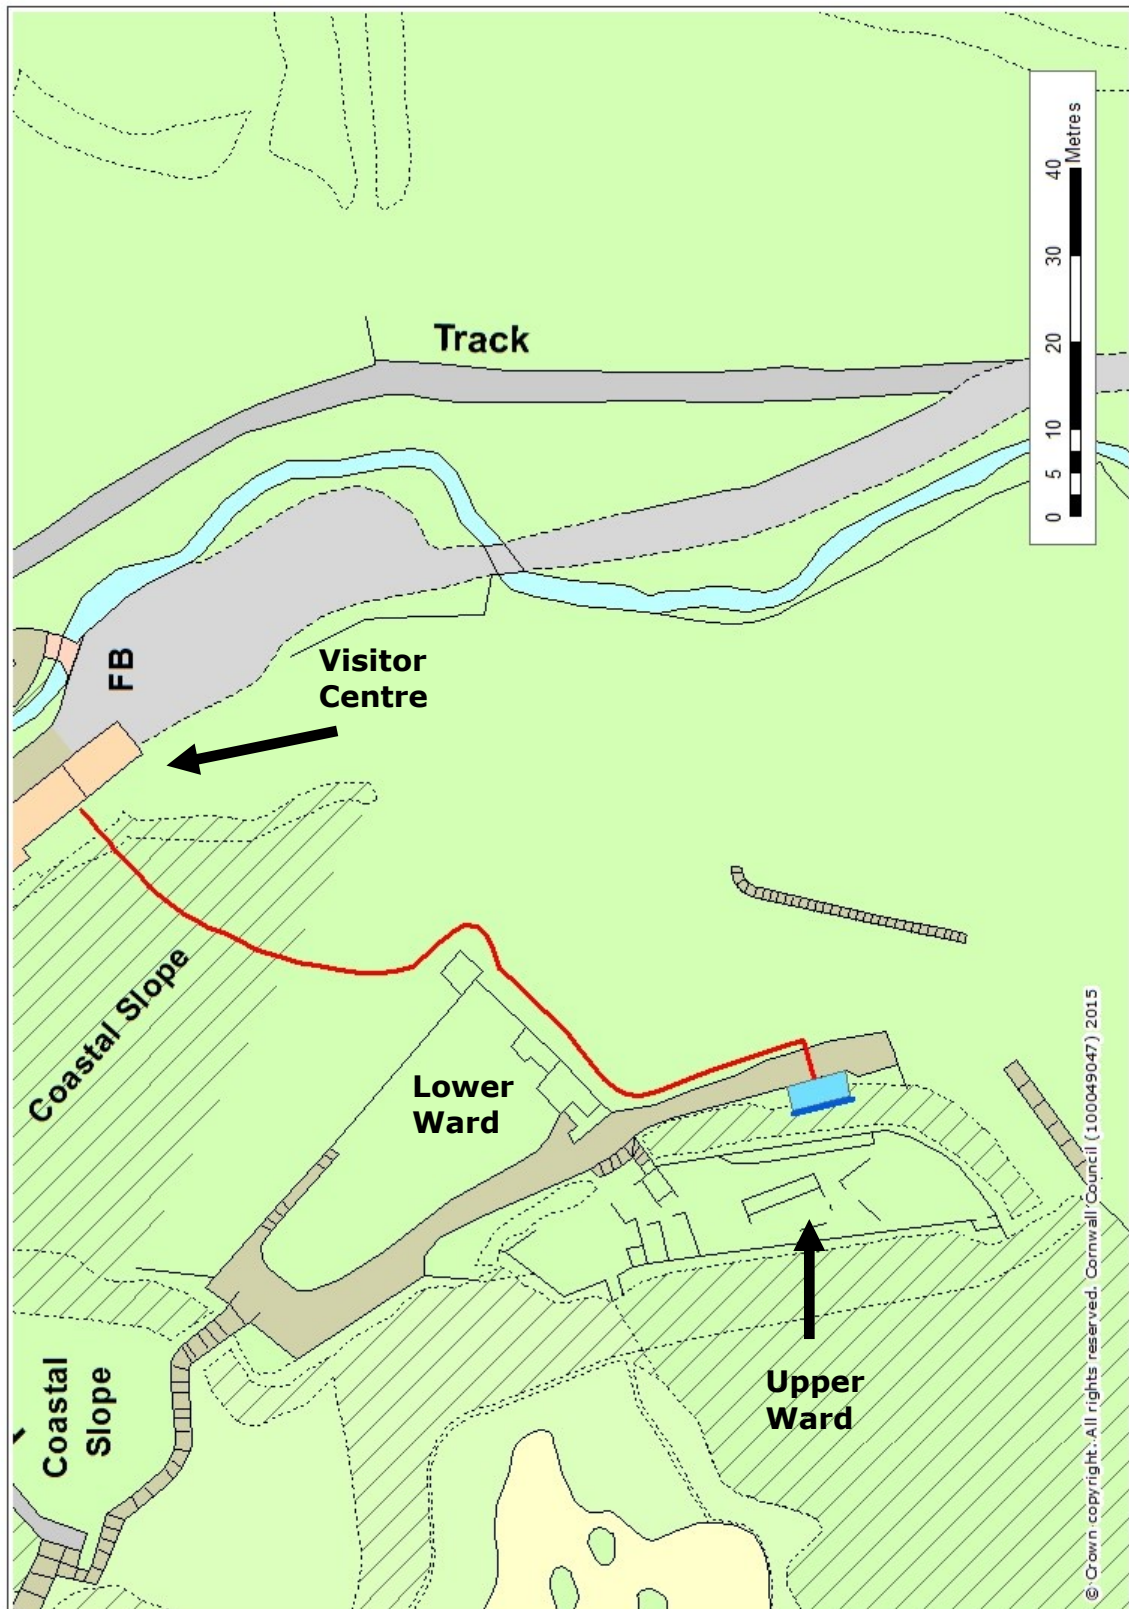 Track
FB
Visitor
Centre
Coastal Slope
Lower
Ward
Coastal
Slope
Upper
Ward
0 5 10 20 30 40
Metres
© Crown copyright. All rights reserved. Cornwall Council (100049047) 2015